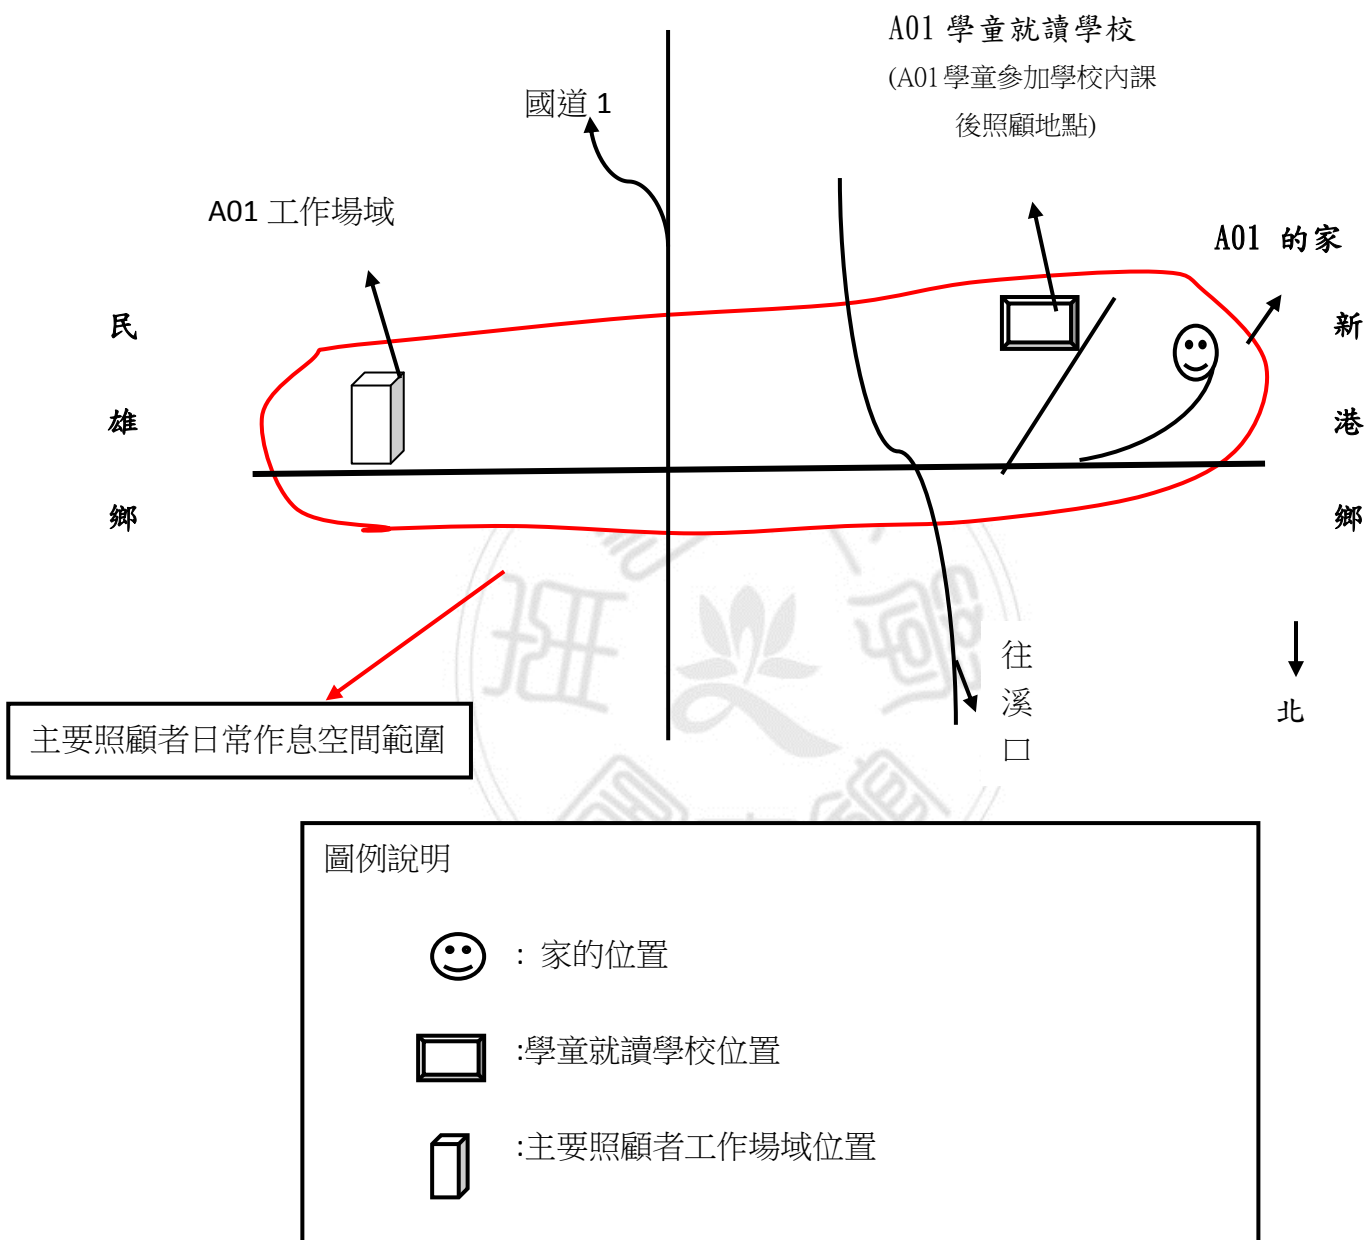 A01 學童就讀學校
(A01 學童參加學校內課
後照顧地點)
國道 1
A01 工作場域
A01 的家
民雄鄉
新港鄉
往溪口
北
主要照顧者日常作息空間範圍
圖例說明
: 家的位置
:學童就讀學校位置
:主要照顧者工作場域位置